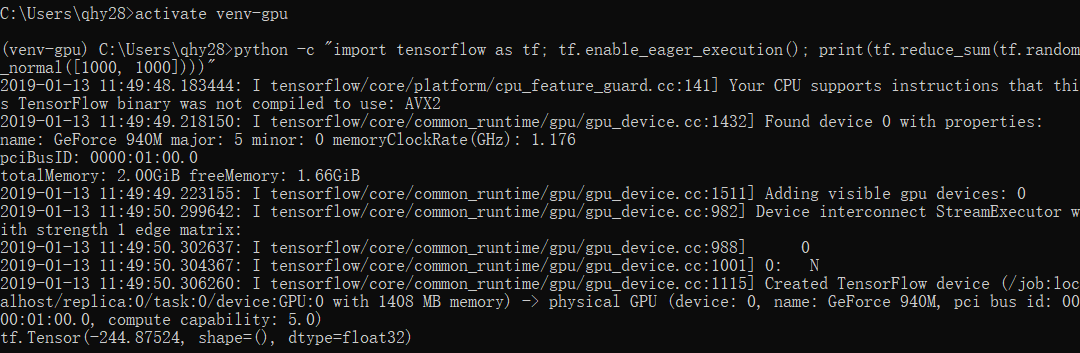 C:\Users\qhy28>activate venv-gpu
(venv-gpu) C:\Users\qhy28>python -c "import tensorflow as tf; tf.enable_eager_execution(); print(tf.reduce_sum(tf.random
_normal([1000, 1000])))"
2019-01-13 11:49:48.183444: I tensorflow/core/platform/cpu_feature_guard.cc:141] Your CPU supports instructions that thi
s TensorFlow binary was not compiled to use: AVX2
2019-01-13 11:49:49.218150: I tensorflow/core/common_runtime/gpu/gpu_device.cc:1432] Found device 0 with properties:
name: GeForce 940M major: 5 minor: 0 memoryClockRate(GHz): 1.176
pciBusID: 0000:01:00.0
totalMemory: 2.00GiB freeMemory: 1.66GiB
2019-01-13 11:49:49.223155: I tensorflow/core/common_runtime/gpu/gpu_device.cc:1511] Adding visible gpu devices: 0
2019-01-13 11:49:50.299642: I tensorflow/core/common_runtime/gpu/gpu_device.cc:982] Device interconnect StreamExecutor w
ith strength 1 edge matrix:
2019-01-13 11:49:50.302637: I tensorflow/core/common_runtime/gpu/gpu_device.cc:988]      0
2019-01-13 11:49:50.304367: I tensorflow/core/common_runtime/gpu/gpu_device.cc:1001] 0:   N
2019-01-13 11:49:50.306260: I tensorflow/core/common_runtime/gpu/gpu_device.cc:1115] Created TensorFlow device (/job:loc
alhost/replica:0/task:0/device:GPU:0 with 1408 MB memory) -> physical GPU (device: 0, name: GeForce 940M, pci bus id: 00
00:01:00.0, compute capability: 5.0)
tf.Tensor(-244.87524, shape=(), dtype=float32)